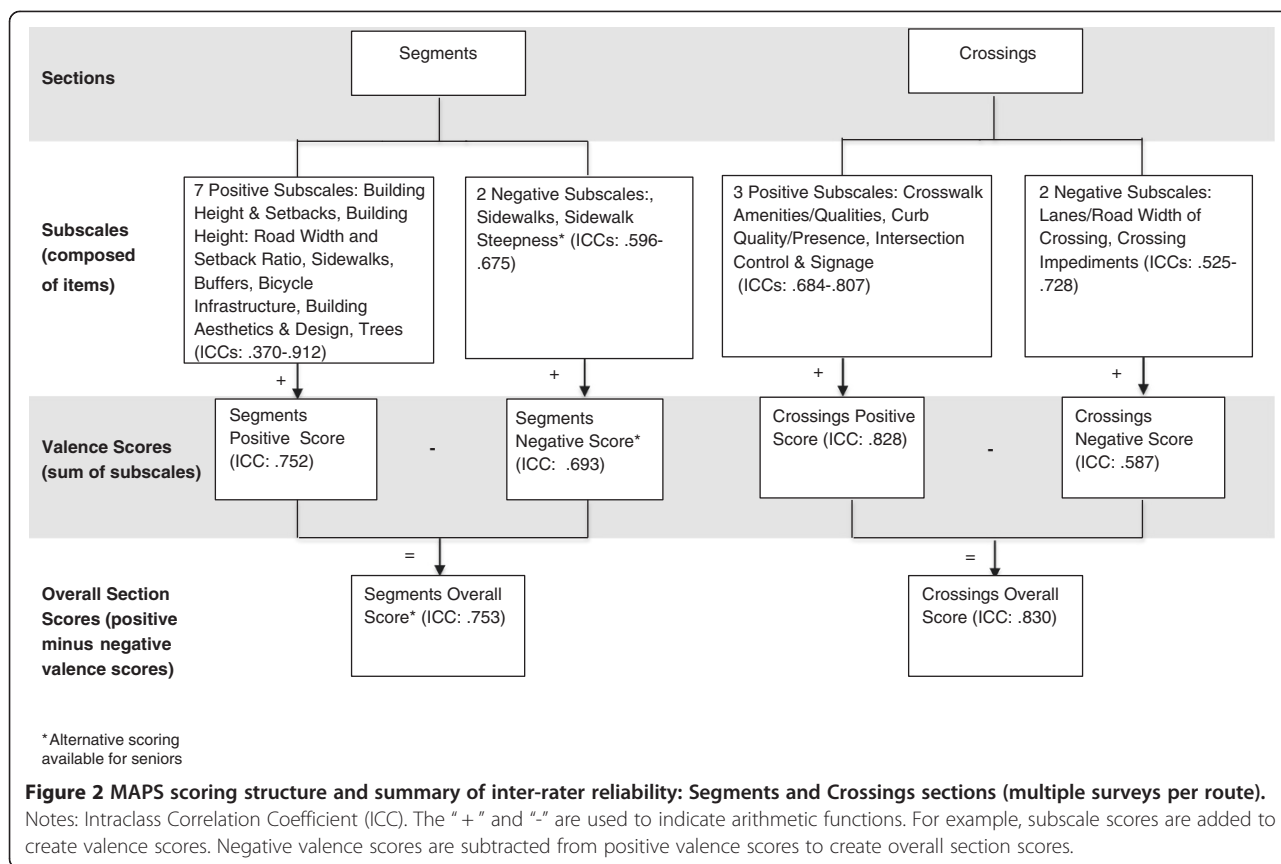 Sections
Segments
Crossings
Subscales
(composed
of items)
7 Positive Subscales: Building
Height & Setbacks, Building
Height: Road Width and
Setback Ratio, Sidewalks,
Buffers, Bicycle
Infrastructure, Building
Aesthetics & Design, Trees
(ICCs: .370-.912)
2 Negative Subscales:,
Sidewalks, Sidewalk
Steepness* (ICCs: .596-
.675)
3 Positive Subscales: Crosswalk
Amenities/Qualities, Curb
Quality/Presence, Intersection
Control & Signage
(ICCs: .684-.807)
2 Negative Subscales:
Lanes/Road Width of
Crossing, Crossing
Impediments (ICCs: .525-
.728)
+
+
+
+
Valence Scores
(sum of subscales)
Segments
Positive Score
(ICC: .752)
-
Segments
Negative Score*
(ICC: .693)
Crossings Positive
Score (ICC: .828)
-
Crossings
Negative Score
(ICC: .587)
=
=
Overall Section
Scores (positive
minus negative
valence scores)
Segments Overall
Score* (ICC: .753)
Crossings Overall
Score (ICC: .830)
*Alternative scoring
available for seniors
Figure 2 MAPS scoring structure and summary of inter-rater reliability: Segments and Crossings sections (multiple surveys per route).
Notes: Intraclass Correlation Coefficient (ICC). The “ + ” and “-” are used to indicate arithmetic functions. For example, subscale scores are added to
create valence scores. Negative valence scores are subtracted from positive valence scores to create overall section scores.